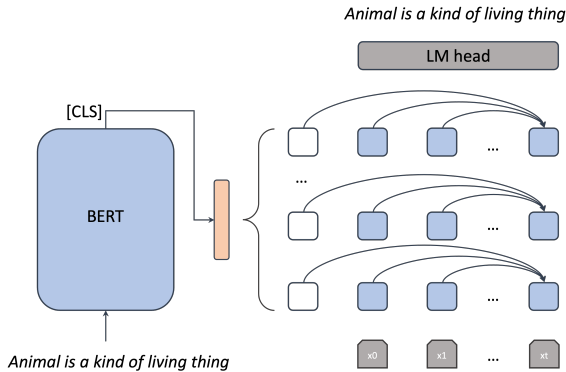 Animal is a kind of living thing
LM head
[CLS]
BERT
...
...
...
...
x0
x1
...
xt
Animal is a kind of living thing